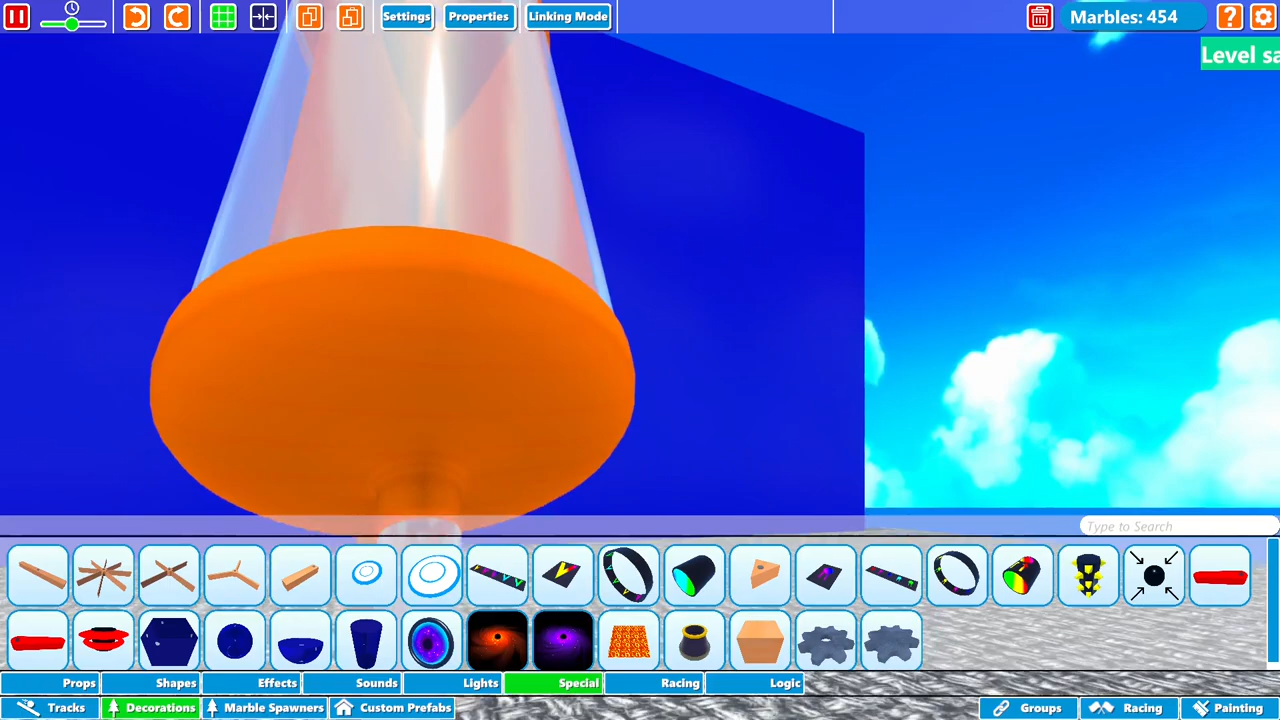 Settings Properties Linking Mode Marbles: 454 ?
Level sa
Type to Search
Props Shapes Effects Sounds Lights Special Racing Logic
Tracks Decorations Marble Spawners Custom Prefabs Groups Racing Painting